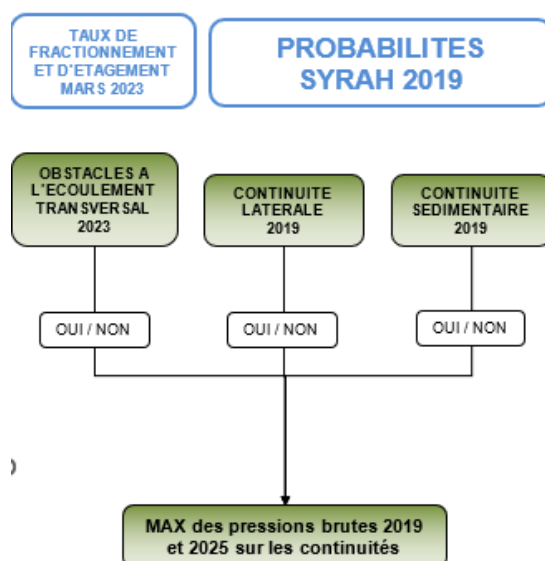 TAUX DE
FRACTIONNEMENT
ET D'ETAGEMENT
MARS 2023
PROBABILITES
SYRAH 2019
OBSTACLES A
L'ECOULEMENT
TRANSVERSAL
2023
CONTINUITE
LATERALE
2019
CONTINUITE
SEDIMENTAIRE
2019
OUI / NON
OUI / NON
OUI / NON
MAX des pressions brutes 2019
et 2025 sur les continuités